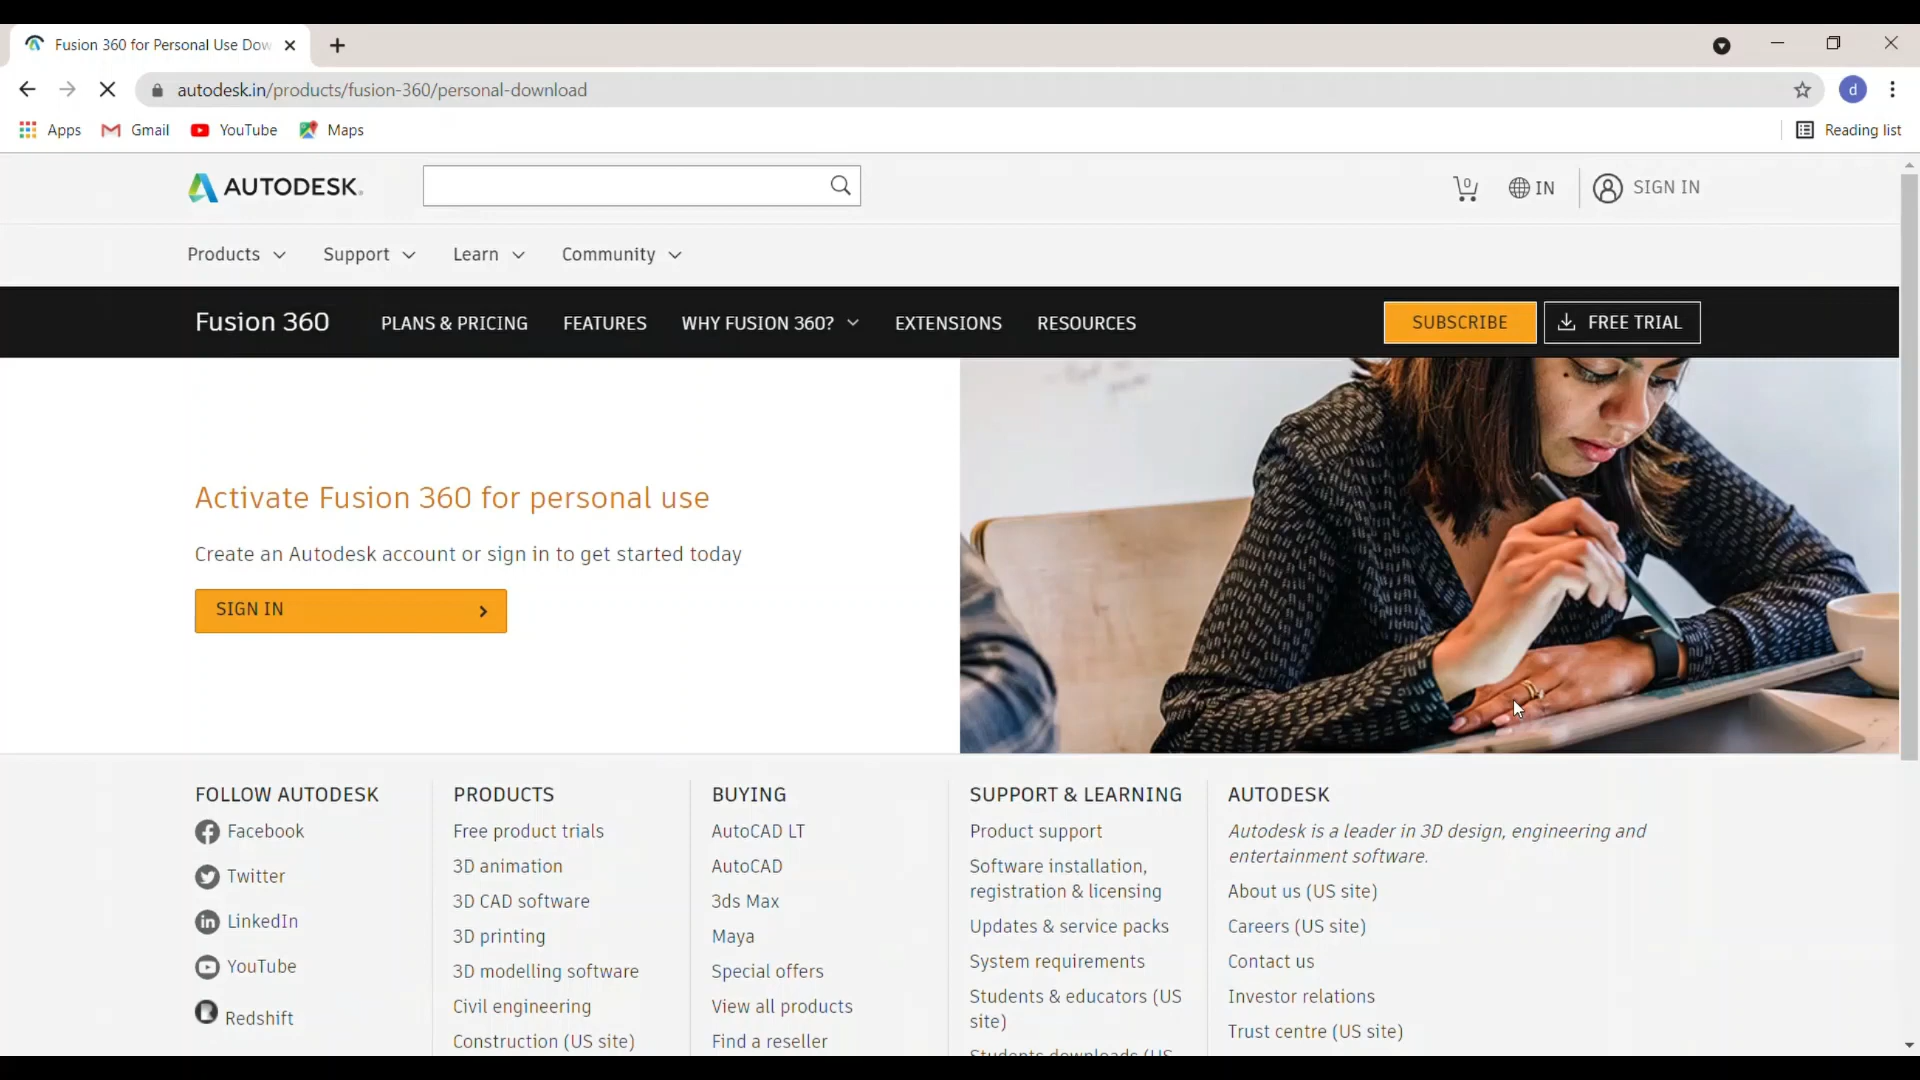 Fusion 360 for Personal Use Dow
autodesk.in/products/fusion-360/personal-download
d
Apps Gmail YouTube Maps Reading list
AUTODESK. 0 IN SIGN IN
Products Support Learn Community
Fusion 360 PLANS & PRICING FEATURES WHY FUSION 360? EXTENSIONS RESOURCES SUBSCRIBE FREE TRIAL
Activate Fusion 360 for personal use
Create an Autodesk account or sign in to get started today
SIGN IN
FOLLOW AUTODESK
Facebook
Twitter
LinkedIn
YouTube
Redshift
PRODUCTS
Free product trials
3D animation
3D CAD software
3D printing
3D modelling software
Civil engineering
Construction (US site)
BUYING
AutoCAD LT
AutoCAD
3ds Max
Maya
Special offers
View all products
Find a reseller
SUPPORT & LEARNING
Product support
Software installation,
registration & licensing
Updates & service packs
System requirements
Students & educators (US
site)
Students downloads (US
AUTODESK
Autodesk is a leader in 3D design, engineering and
entertainment software.
About us (US site)
Careers (US site)
Contact us
Investor relations
Trust centre (US site)